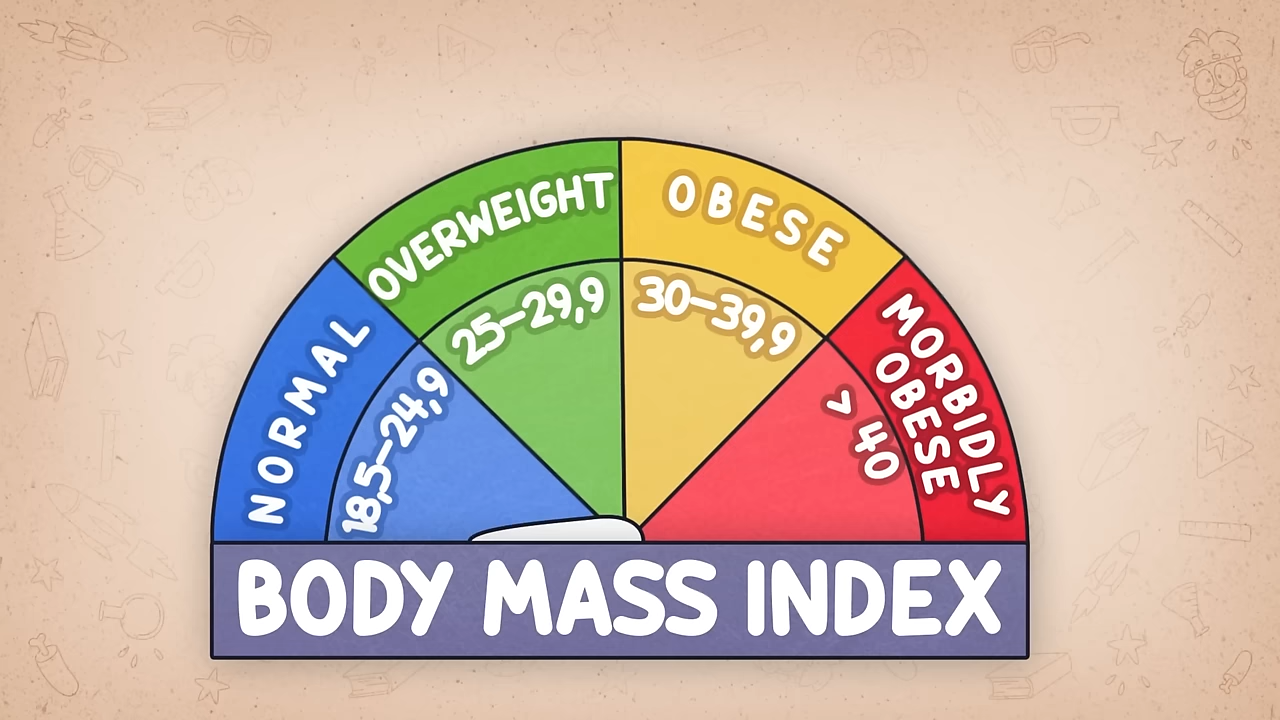 NORMAL
18,5–24,9
OVERWEIGHT
25–29,9
OBESE
30–39,9
MORBIDLY
OBESE
> 40
BODY MASS INDEX